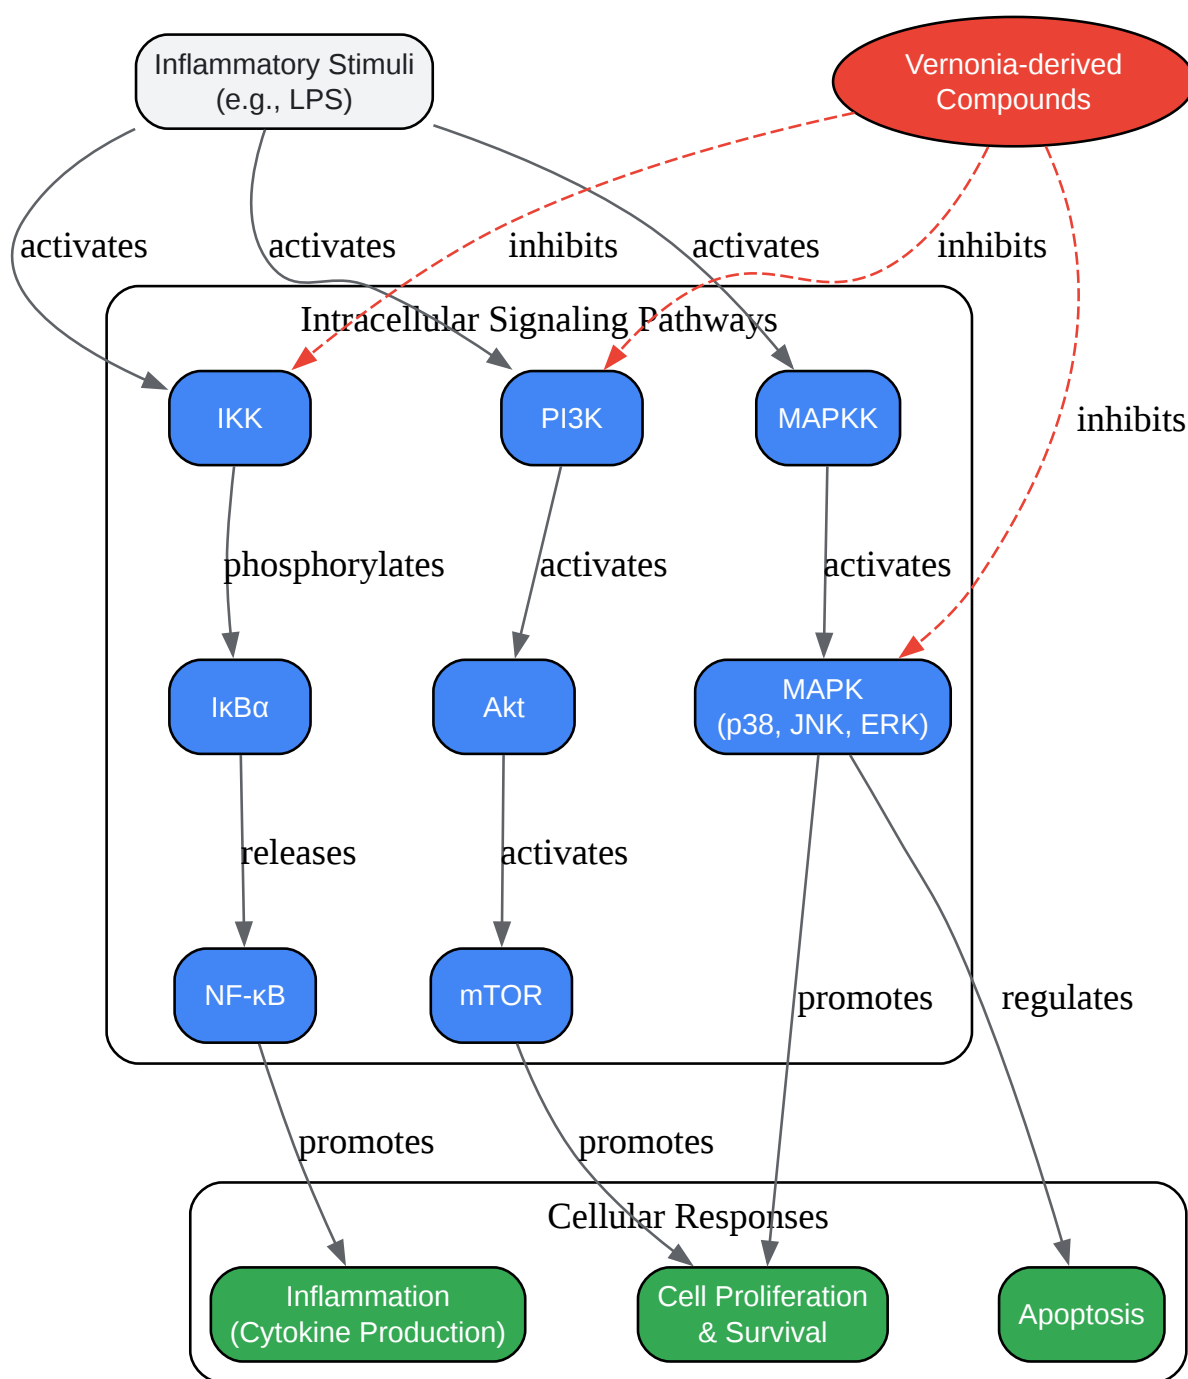 Inflammatory Stimuli
(e.g., LPS)
Vernonia-derived
Compounds
activates
activates
inhibits
activates
inhibits
Intracellular Signaling Pathways
IKK
PI3K
MAPKK
inhibits
phosphorylates
activates
activates
IκBα
Akt
MAPK
(p38, JNK, ERK)
releases
activates
NF-κB
mTOR
promotes
regulates
promotes
promotes
Cellular Responses
Inflammation
(Cytokine Production)
Cell Proliferation
& Survival
Apoptosis